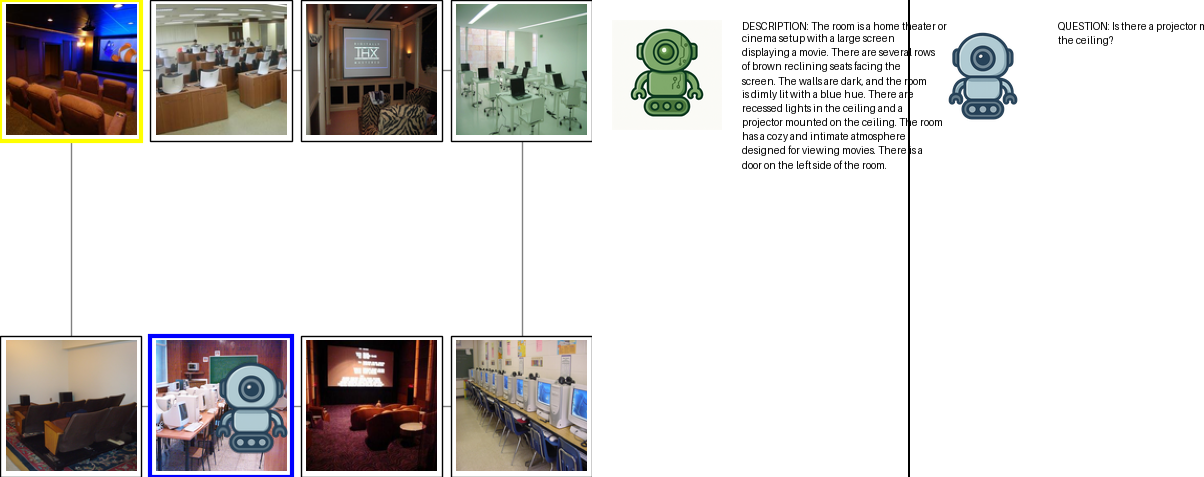 DESCRIPTION: The room is a home theater or
cinema setup with a large screen
displaying a movie. There are several rows
of brown reclining seats facing the
screen. The walls are dark, and the room
is dimly lit with a blue hue. There are
recessed lights in the ceiling and a
projector mounted on the ceiling. The room
has a cozy and intimate atmosphere
designed for viewing movies. There is a
door on the left side of the room.
QUESTION: Is there a projector
the ceiling?
THX